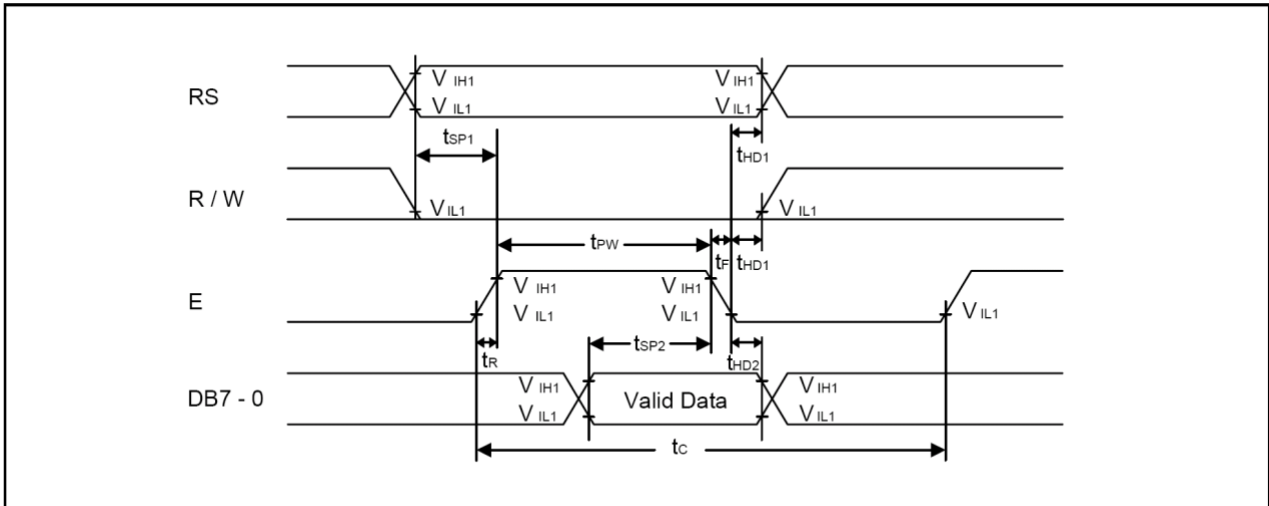 RS
V IH1
V IL1
V IH1
V IL1
tSP1
tHD1
R / W
V IL1
V IL1
tPW
tF
tHD1
E
V IH1
V IL1
V IH1
V IL1
V IL1
tR
tSP2
tHD2
DB7 - 0
V IH1
V IL1
Valid Data
V IH1
V IL1
tC